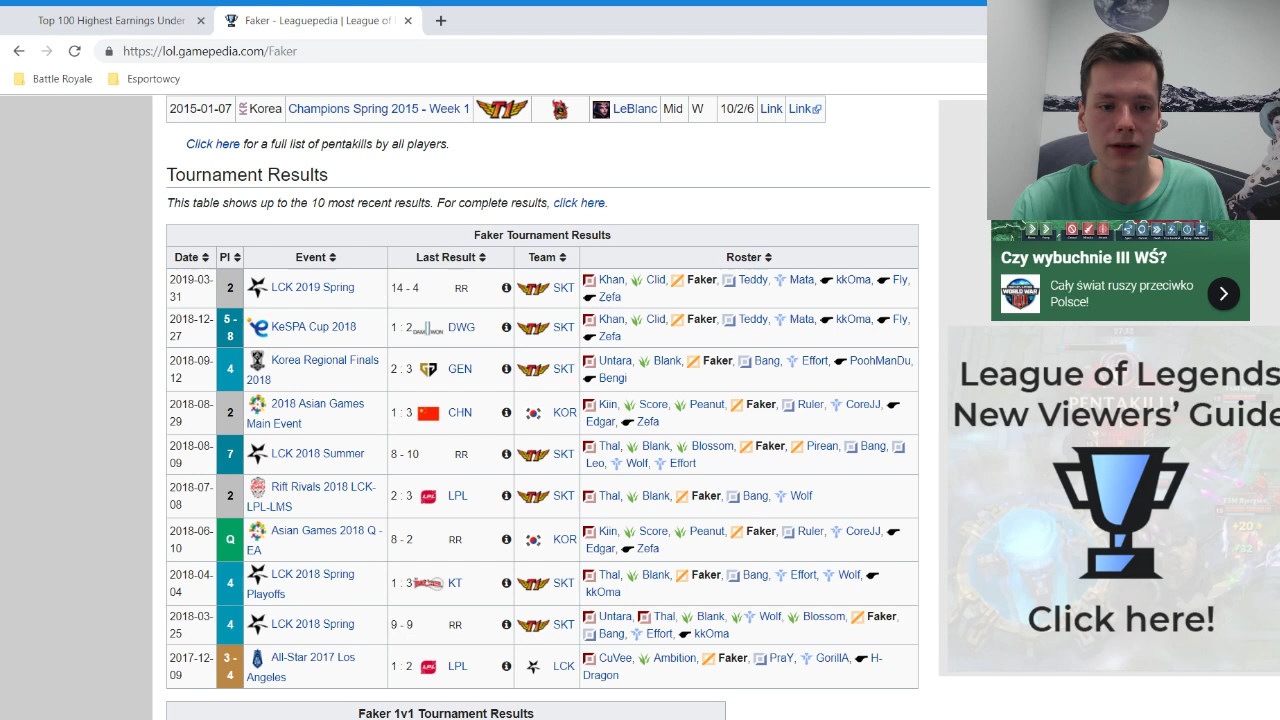 Top 100 Highest Earnings Under
Faker - Leaguepedia | League of
https://lol.gamepedia.com/Faker
Battle Royale
Esportowcy
2015-01-07 Korea Champions Spring 2015 - Week 1 LeBlanc Mid W 10/2/6 Link Link
Click here for a full list of pentakills by all players.
Tournament Results
This table shows up to the 10 most recent results. For complete results, click here.
Faker Tournament Results
Date Pl Event Last Result Team Roster
2019-03-31 2 LCK 2019 Spring 14 - 4 RR SKT Khan, Clid, Faker, Teddy, Mata, kkOma, Fly,
Zefa
2018-12-27 5 - 8 KeSPA Cup 2018 1 : 2 DWG SKT Khan, Clid, Faker, Teddy, Mata, kkOma, Fly,
Zefa
2018-09-12 4 Korea Regional Finals 2018 2 : 3 GEN SKT Untara, Blank, Faker, Bang, Effort, PoohManDu,
Bengi
2018-08-29 2 2018 Asian Games Main Event 1 : 3 CHN KOR Kiin, Score, Peanut, Faker, Ruler, CoreJJ,
Edgar, Zefa
2018-08-09 7 LCK 2018 Summer 8 - 10 RR SKT Thal, Blank, Blossom, Faker, Pirean, Bang,
Leo, Wolf, Effort
2018-07-08 2 Rift Rivals 2018 LCK-LPL-LMS 2 : 3 LPL SKT Thal, Blank, Faker, Bang, Wolf
2018-06-10 Q Asian Games 2018 Q - EA 8 - 2 RR KOR Kiin, Score, Peanut, Faker, Ruler, CoreJJ,
Edgar, Zefa
2018-04-04 4 LCK 2018 Spring Playoffs 1 : 3 KT SKT Thal, Blank, Faker, Bang, Effort, Wolf,
kkOma
2018-03-25 4 LCK 2018 Spring 9 - 9 RR SKT Untara, Thal, Blank, Wolf, Blossom, Faker,
Bang, Effort, kkOma
2017-12-09 3 - 4 All-Star 2017 Los Angeles 1 : 2 LPL LCK CuVee, Ambition, Faker, PraY, GorillA, H-
Dragon
Faker 1v1 Tournament Results
Czy wybuchnie III WŚ?
Cały świat ruszy przeciwko
Polsce!
League of Legends
New Viewers' Guide
Click here!